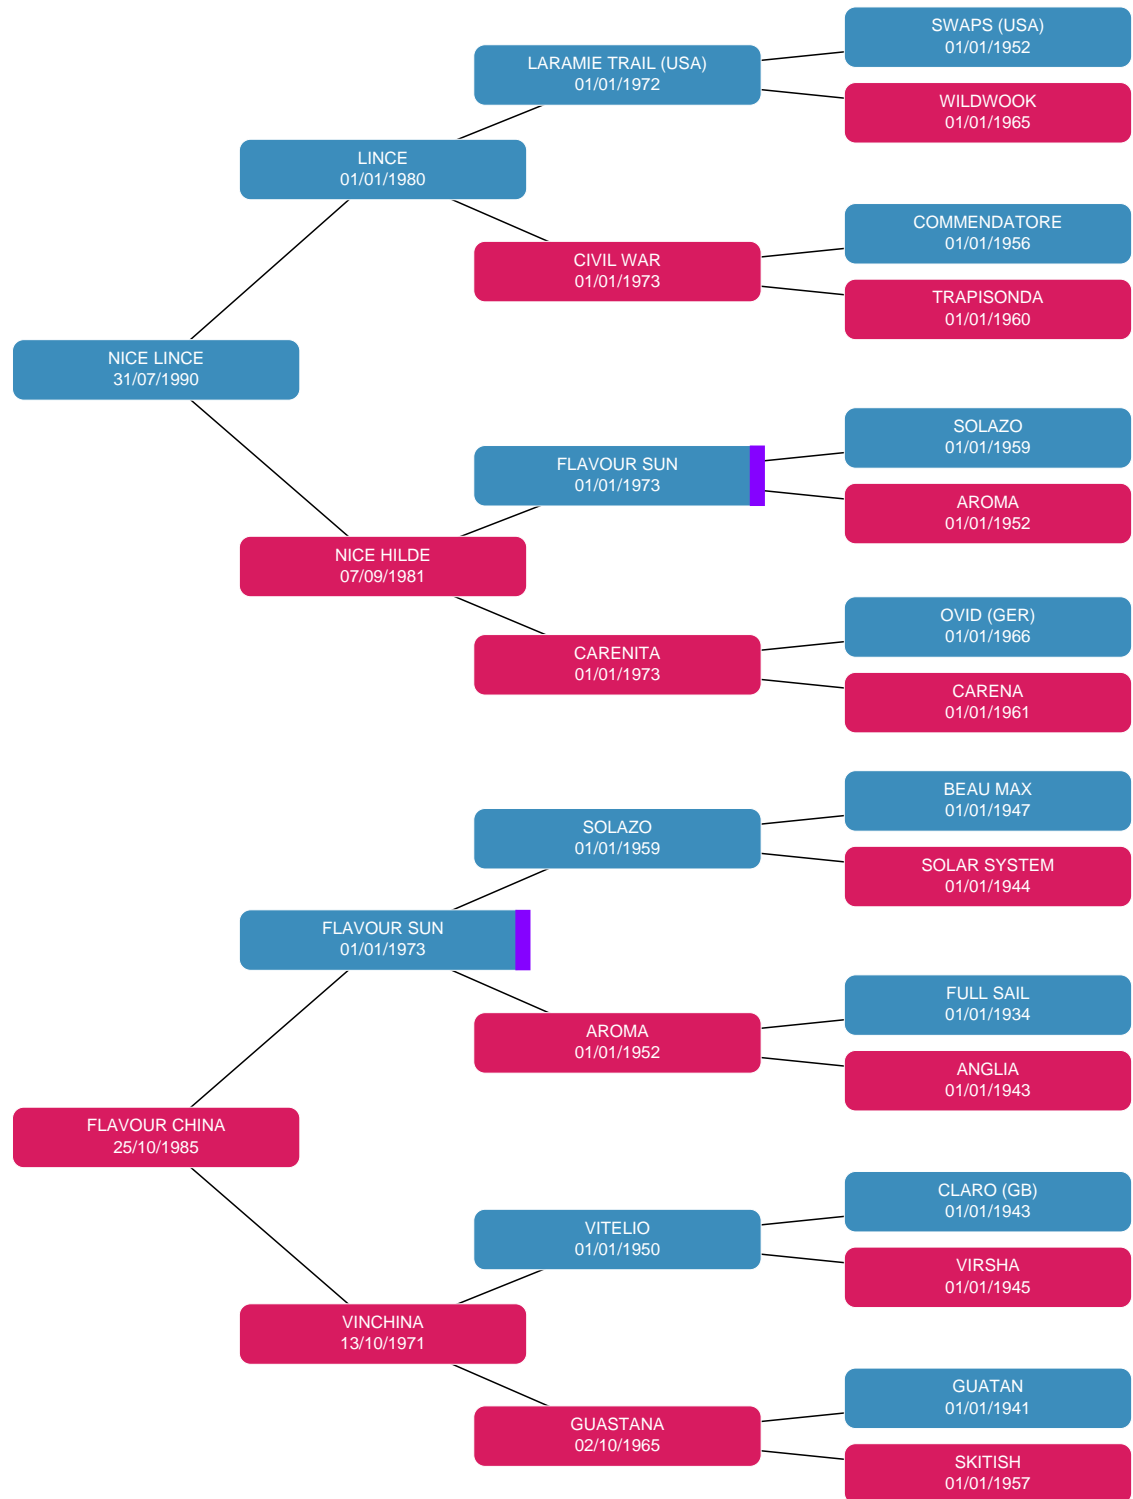 SWAPS (USA)
01/01/1952
LARAMIE TRAIL (USA)
01/01/1972
WILDWOOK
01/01/1965
LINCE
01/01/1980
COMMENDATORE
01/01/1956
CIVIL WAR
01/01/1973
TRAPISONDA
01/01/1960
NICE LINCE
31/07/1990
SOLAZO
01/01/1959
FLAVOUR SUN
01/01/1973
AROMA
01/01/1952
NICE HILDE
07/09/1981
OVID (GER)
01/01/1966
CARENITA
01/01/1973
CARENA
01/01/1961
BEAU MAX
01/01/1947
SOLAZO
01/01/1959
SOLAR SYSTEM
01/01/1944
FLAVOUR SUN
01/01/1973
FULL SAIL
01/01/1934
AROMA
01/01/1952
ANGLIA
01/01/1943
FLAVOUR CHINA
25/10/1985
CLARO (GB)
01/01/1943
VITELIO
01/01/1950
VIRSHA
01/01/1945
VINCHINA
13/10/1971
GUATAN
01/01/1941
GUASTANA
02/10/1965
SKITISH
01/01/1957